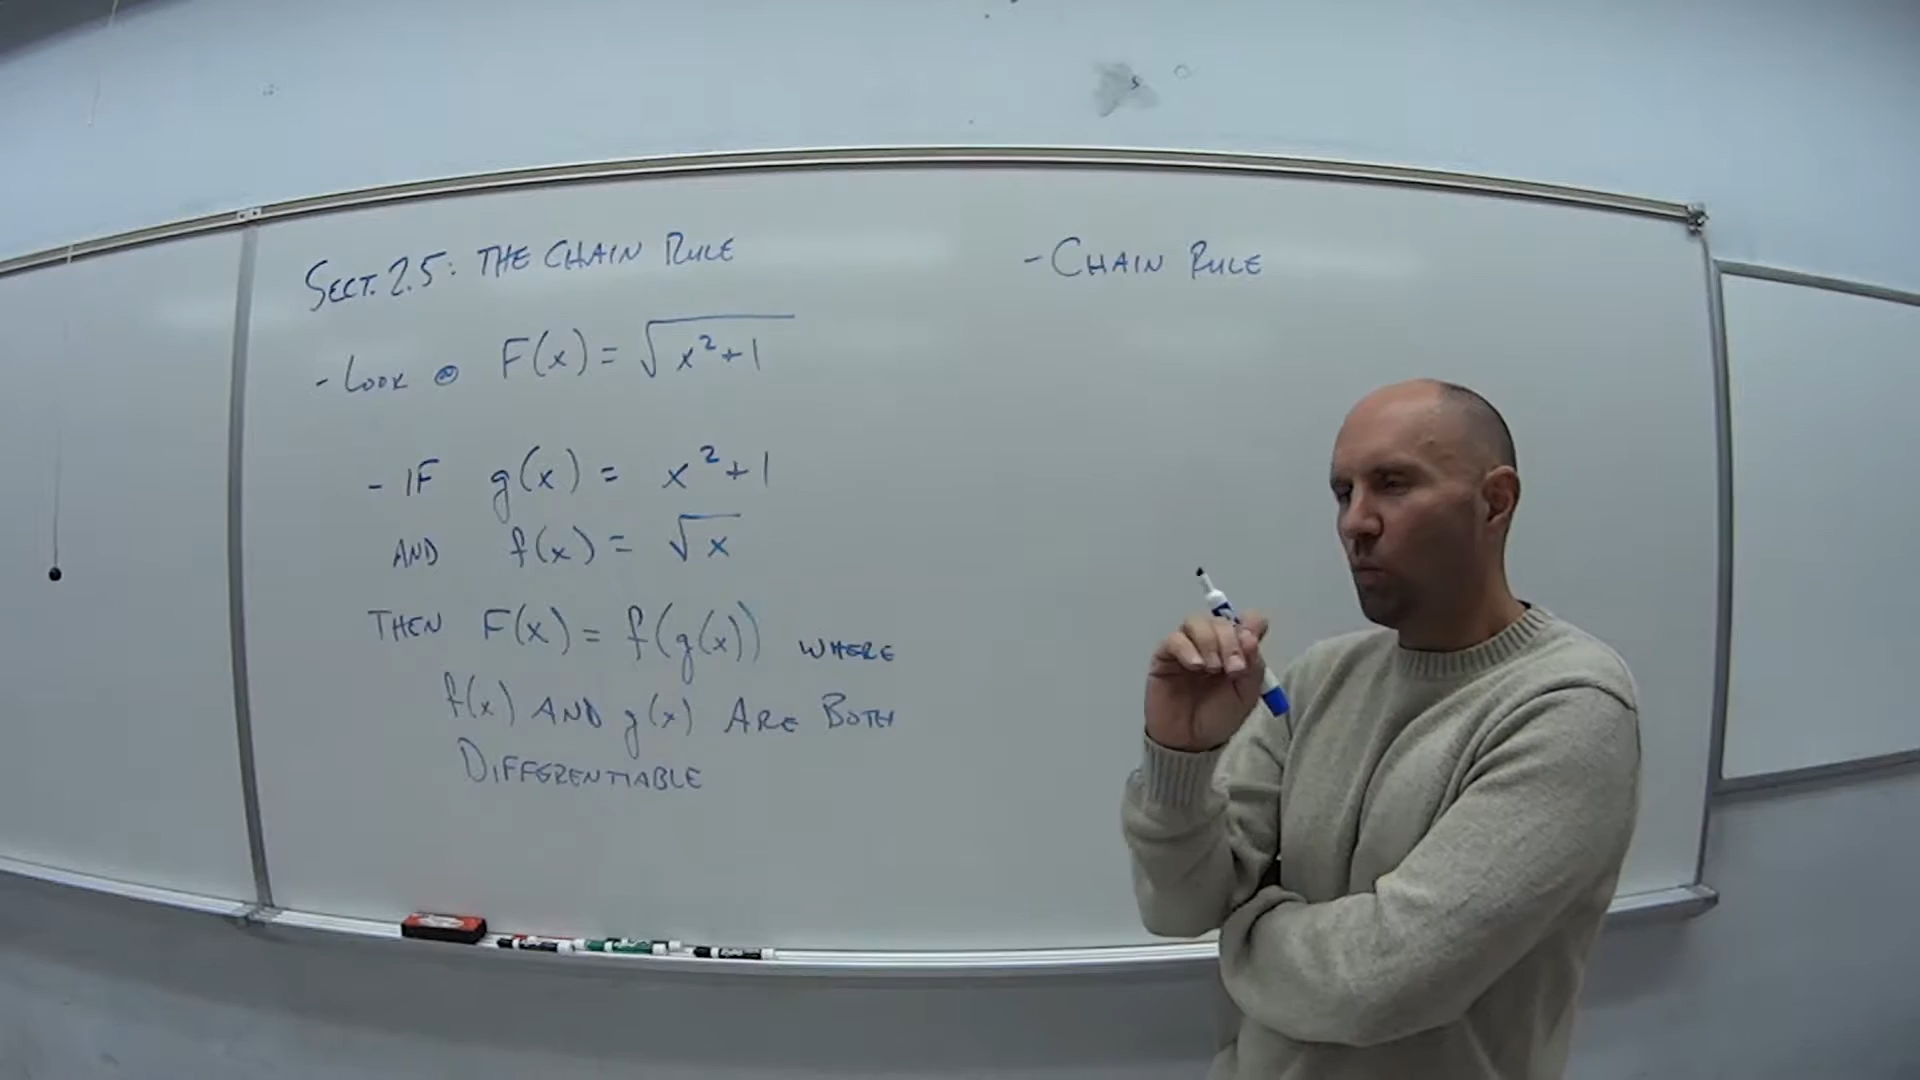 SECT. 2.5: THE CHAIN RULE
- LOOK @ F(x) = √(x²+1)
- IF g(x) = x²+1
AND f(x) = √x
THEN F(x) = f(g(x)) WHERE
f(x) AND g(x) ARE BOTH
DIFFERENTIABLE
- CHAIN RULE